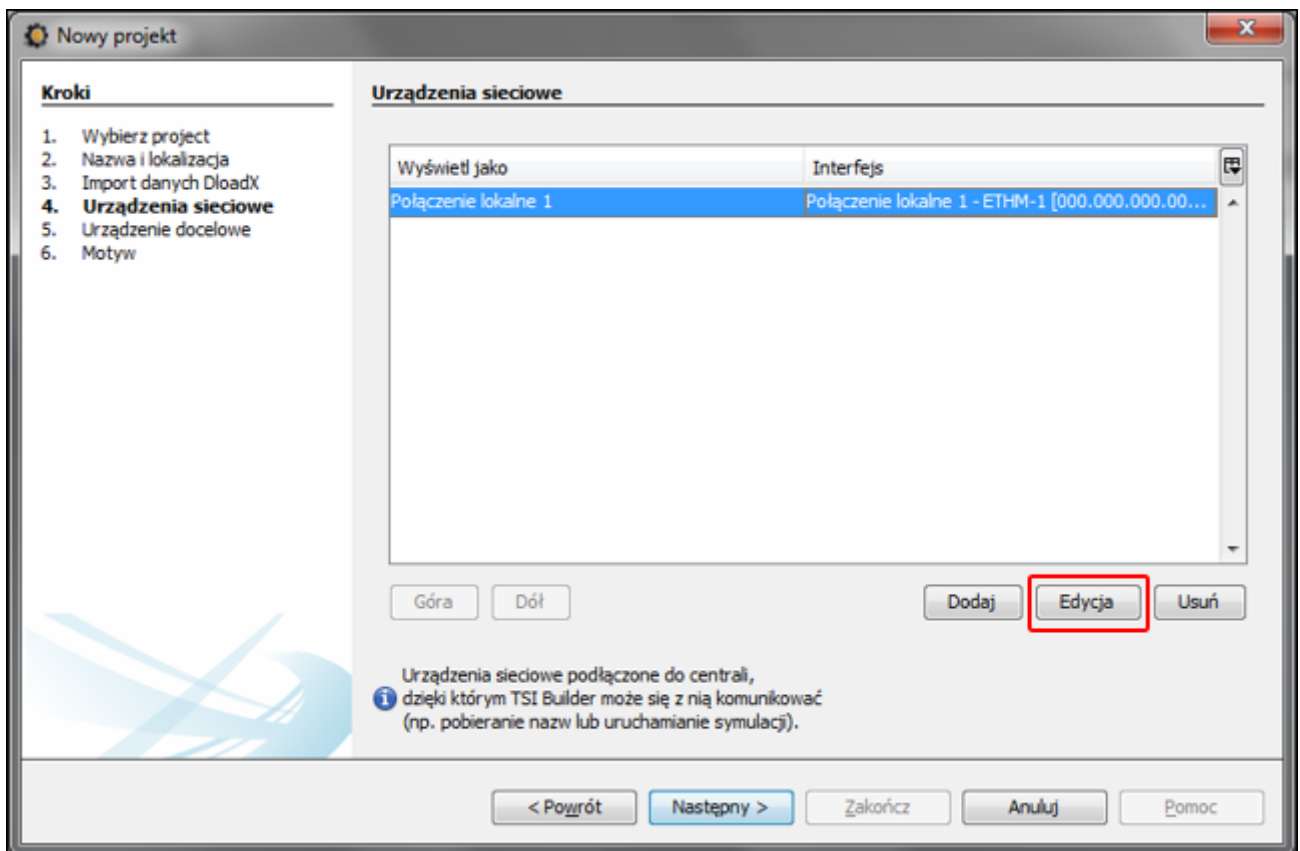 Nowy projekt
Kroki
1. Wybierz project
2. Nazwa i lokalizacja
3. Import danych DloadX
4. Urządzenia sieciowe
5. Urządzenie docelowe
6. Motyw
Urządzenia sieciowe
Wyświetl jako Interfejs
Połączenie lokalne 1 Połączenie lokalne 1 - ETHM-1 [000.000.000.00...
Góra Dół Dodaj Edycja Usuń
Urządzenia sieciowe podłączone do centrali,
dzięki którym TSI Builder może się z nią komunikować
(np. pobieranie nazw lub uruchamianie symulacji).
< Powrót Następny > Zakończ Anuluj Pomoc